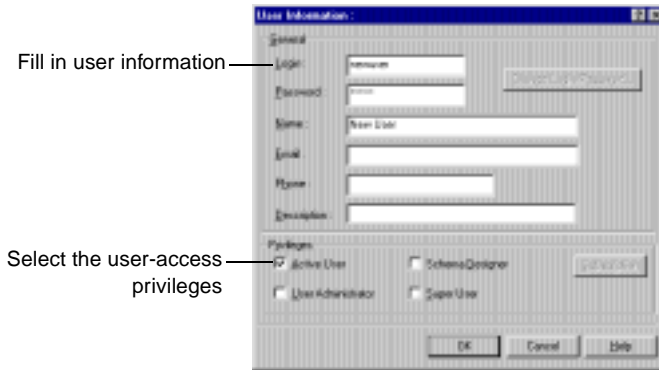 User Information :
General
Fill in user information
Login:
newuser
Password :
Name :
New User
Email :
Phone :
Description :
Privileges
Select the user-access
privileges
Active User
Schema Designer
User Administrator
Super User
OK
Cancel
Help